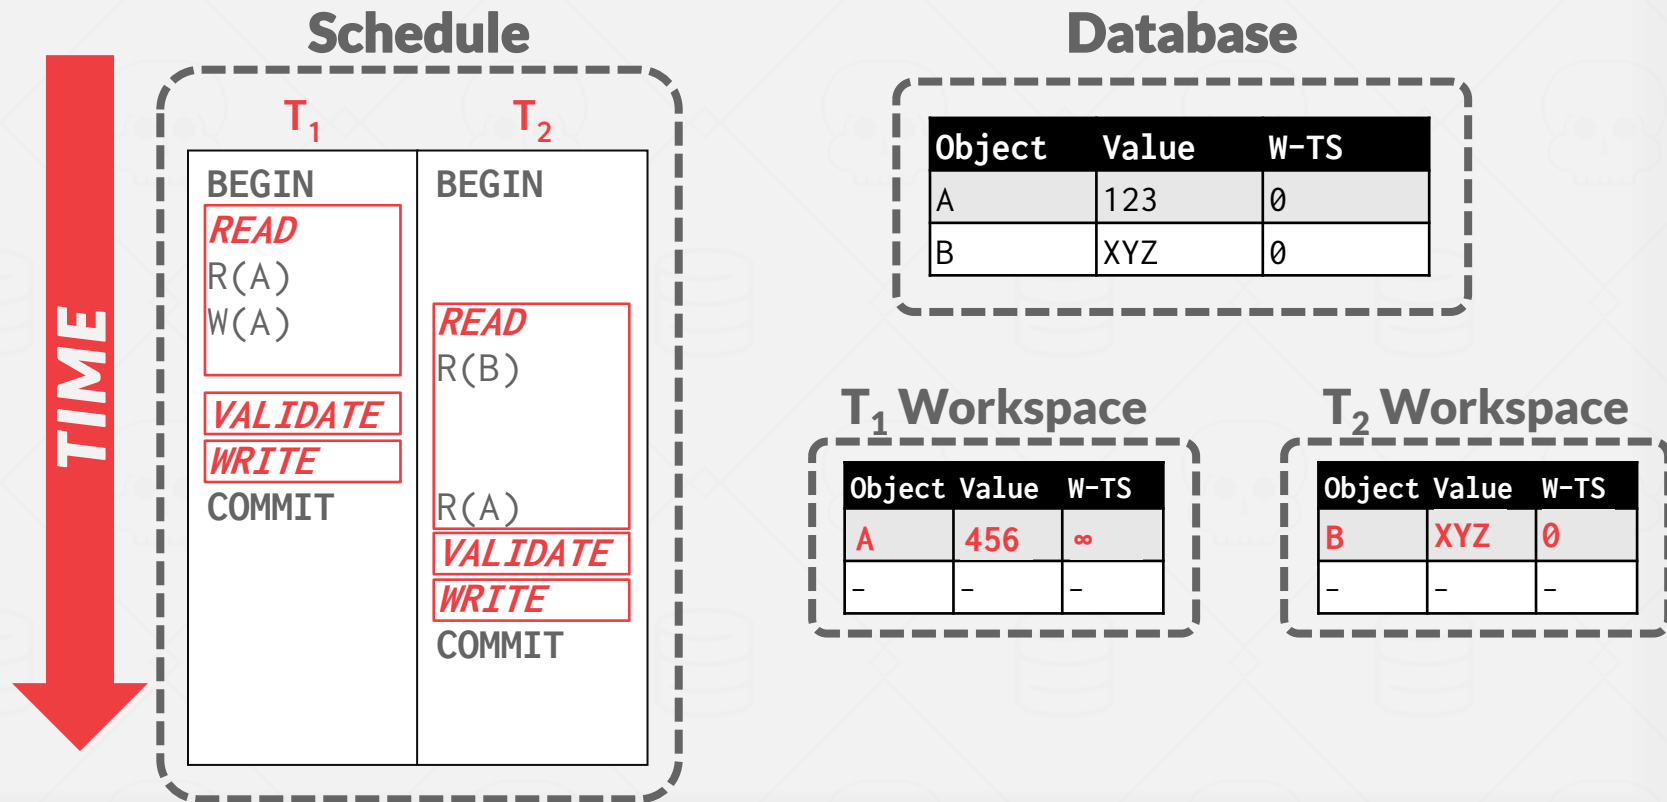 Schedule
TIME
T1 T2
BEGIN BEGIN
READ
R(A)
W(A) READ
R(B)
VALIDATE
WRITE
COMMIT R(A)
VALIDATE
WRITE
COMMIT
Database
Object Value W-TS
A 123 0
B XYZ 0
T1 Workspace
Object Value W-TS
A 456 ∞
- - -
T2 Workspace
Object Value W-TS
B XYZ 0
- - -